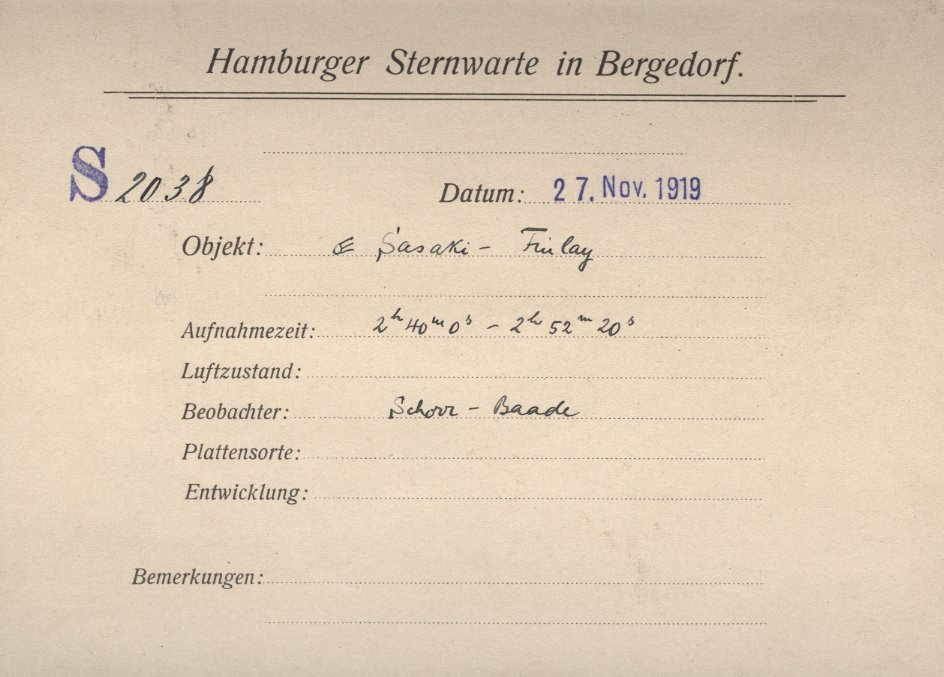 Hamburger Sternwarte in Bergedorf.
S 2038 Datum: 27. Nov. 1919
Objekt: Sasaki - Finlay
Aufnahmezeit: 2h 40m 0s - 2h 52m 20s
Luftzustand:
Beobachter: Schorr - Baade
Plattensorte:
Entwicklung:
Bemerkungen: